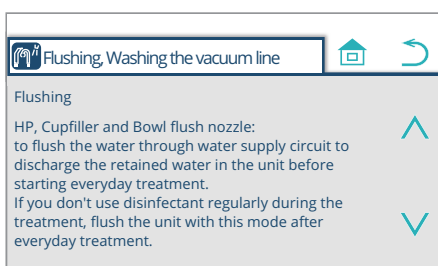 Flushing, Washing the vacuum line
Flushing
HP, Cupfiller and Bowl flush nozzle:
to flush the water through water supply circuit to
discharge the retained water in the unit before
starting everyday treatment.
If you don't use disinfectant regularly during the
treatment, flush the unit with this mode after
everyday treatment.